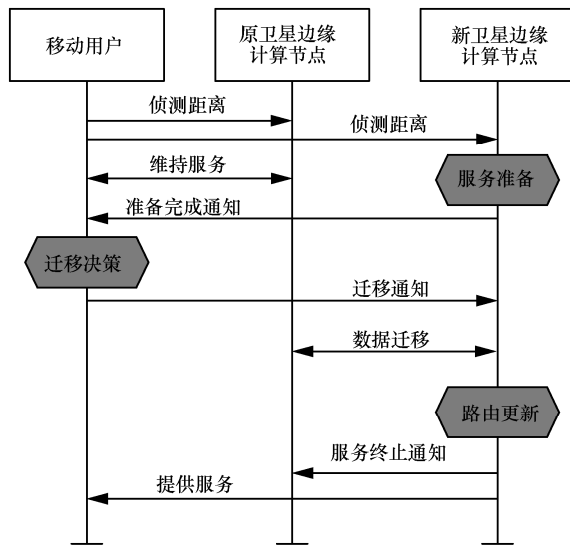 移动用户
原卫星边缘
计算节点
新卫星边缘
计算节点
侦测距离
侦测距离
维持服务
服务准备
准备完成通知
迁移决策
迁移通知
数据迁移
路由更新
服务终止通知
提供服务